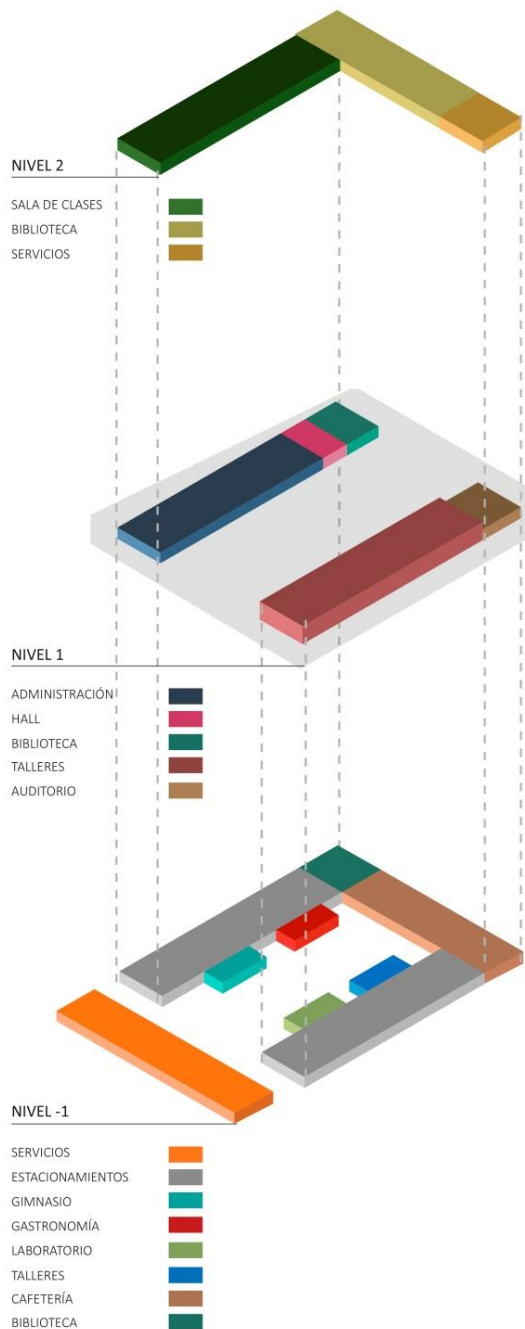 NIVEL 2
SALA DE CLASES
BIBLIOTECA
SERVICIOS
NIVEL 1
ADMINISTRACIÓN
HALL
BIBLIOTECA
TALLERES
AUDITORIO
NIVEL -1
SERVICIOS
ESTACIONAMIENTOS
GIMNASIO
GASTRONOMÍA
LABORATORIO
TALLERES
CAFETERÍA
BIBLIOTECA